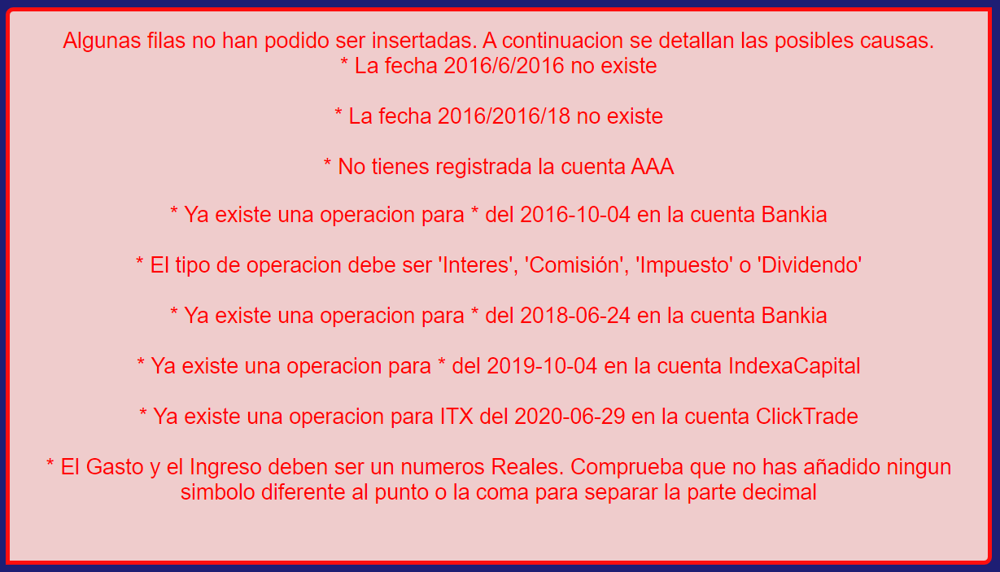 Algunas filas no han podido ser insertadas. A continuacion se detallan las posibles causas.
* La fecha 2016/6/2016 no existe
* La fecha 2016/2016/18 no existe
* No tienes registrada la cuenta AAA
* Ya existe una operacion para * del 2016-10-04 en la cuenta Bankia
* El tipo de operacion debe ser 'Interes', 'Comisión', 'Impuesto' o 'Dividendo'
* Ya existe una operacion para * del 2018-06-24 en la cuenta Bankia
* Ya existe una operacion para * del 2019-10-04 en la cuenta IndexaCapital
* Ya existe una operacion para ITX del 2020-06-29 en la cuenta ClickTrade
* El Gasto y el Ingreso deben ser un numeros Reales. Comprueba que no has añadido ningun
simbolo diferente al punto o la coma para separar la parte decimal